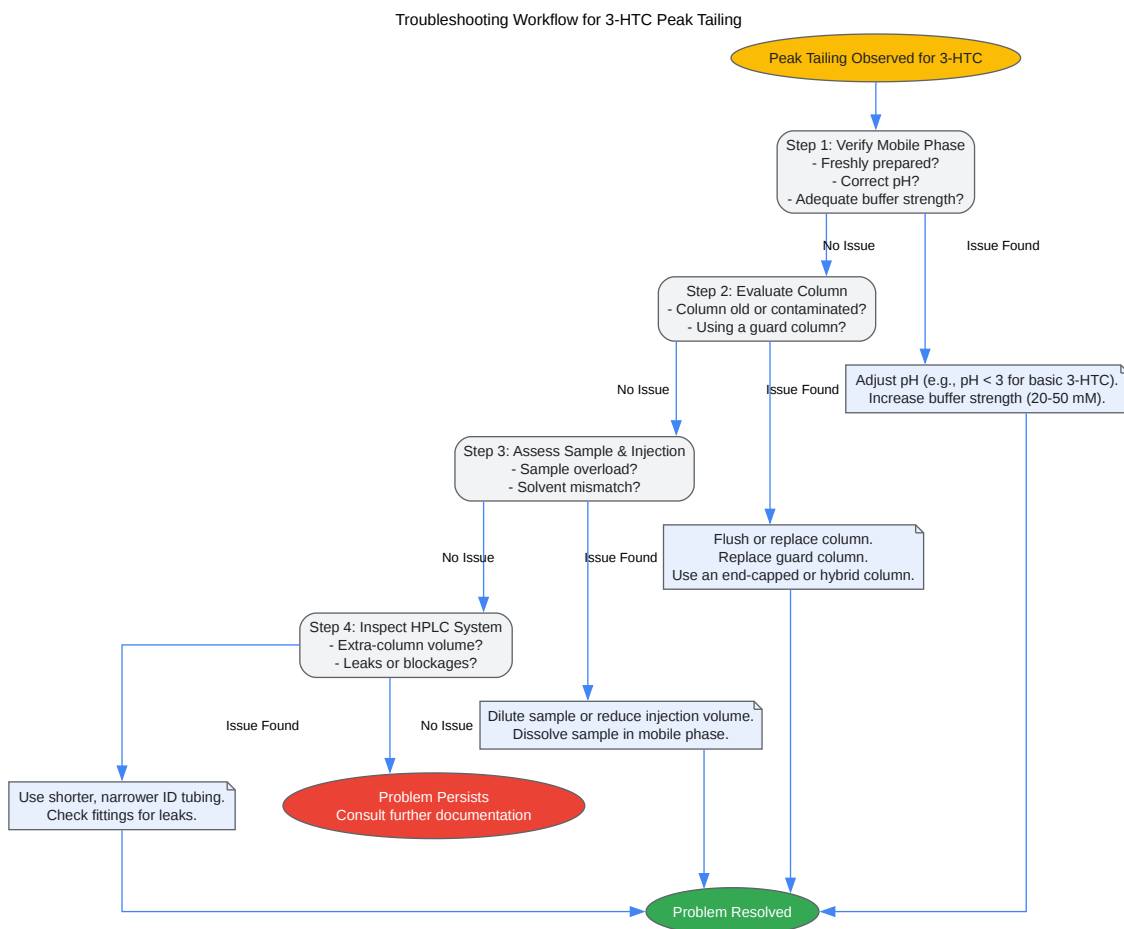 Troubleshooting Workflow for 3-HTC Peak Tailing
Peak Tailing Observed for 3-HTC
Step 1: Verify Mobile Phase
- Freshly prepared?
- Correct pH?
- Adequate buffer strength?
No Issue
Issue Found
Step 2: Evaluate Column
- Column old or contaminated?
- Using a guard column?
No Issue
Issue Found
Adjust pH (e.g., pH < 3 for basic 3-HTC).
Increase buffer strength (20-50 mM).
Step 3: Assess Sample & Injection
- Sample overload?
- Solvent mismatch?
No Issue
Issue Found
Flush or replace column.
Replace guard column.
Use an end-capped or hybrid column.
Step 4: Inspect HPLC System
- Extra-column volume?
- Leaks or blockages?
Issue Found
No Issue
Dilute sample or reduce injection volume.
Dissolve sample in mobile phase.
Use shorter, narrower ID tubing.
Check fittings for leaks.
Problem Persists
Consult further documentation
Problem Resolved